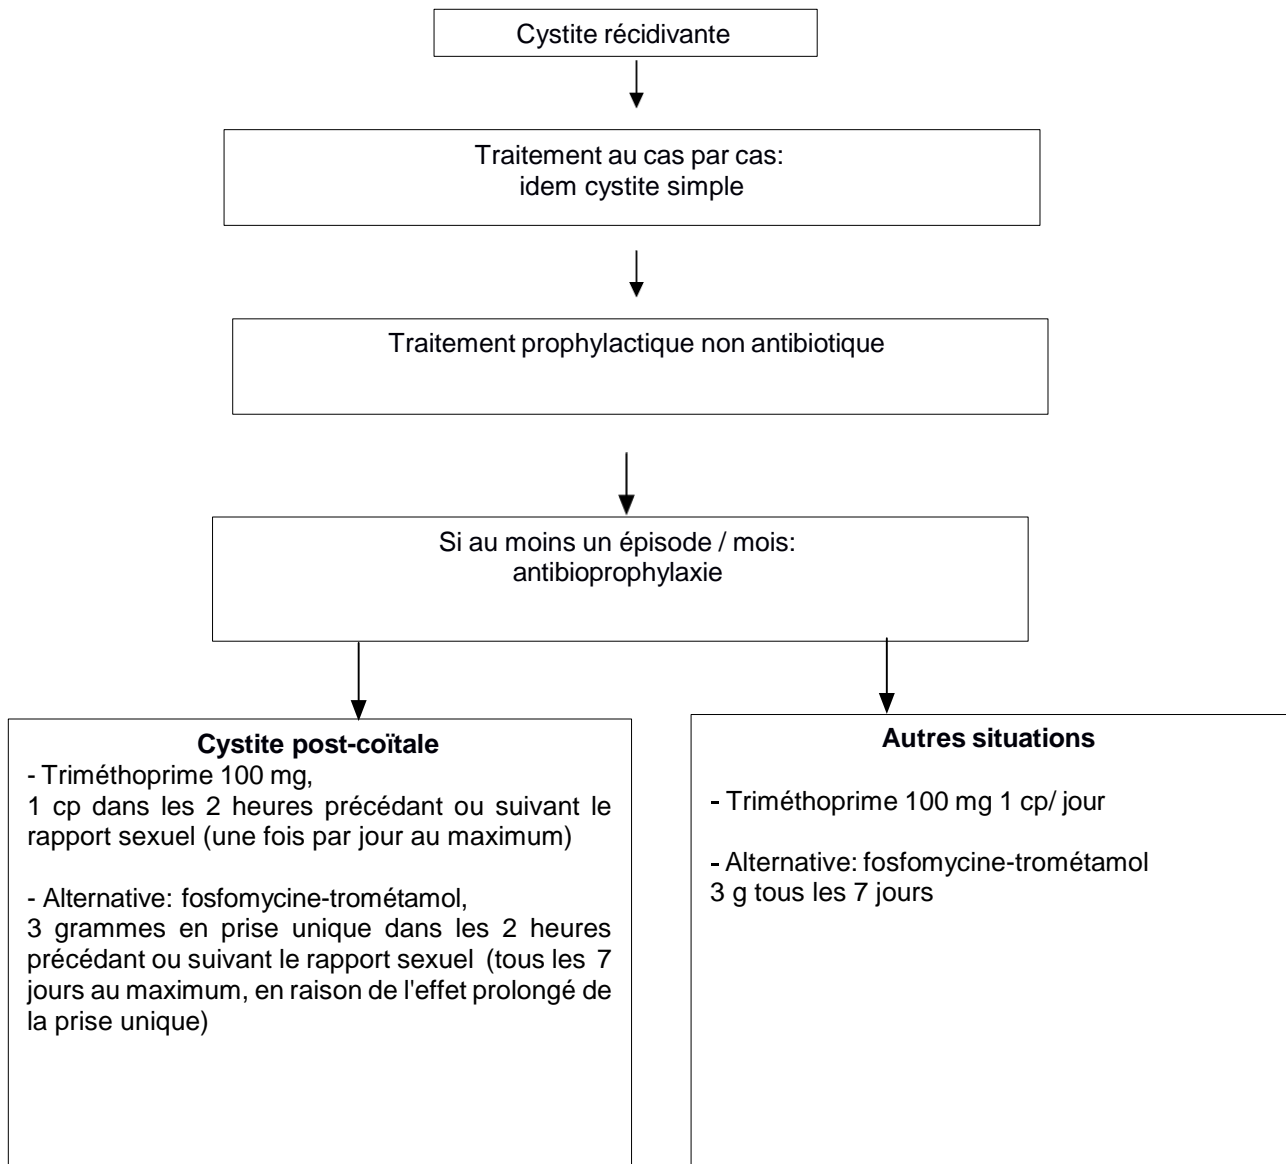 Cystite récidivante
Traitement au cas par cas:
idem cystite simple
Traitement prophylactique non antibiotique
Si au moins un épisode / mois:
antibioprophylaxie
Cystite post-coïtale
- Triméthoprime 100 mg,
1 cp dans les 2 heures précédant ou suivant le
rapport sexuel (une fois par jour au maximum)
- Alternative: fosfomycine-trométamol,
3 grammes en prise unique dans les 2 heures
précédant ou suivant le rapport sexuel (tous les 7
jours au maximum, en raison de l'effet prolongé de
la prise unique)
Autres situations
- Triméthoprime 100 mg 1 cp/ jour
- Alternative: fosfomycine-trométamol
3 g tous les 7 jours